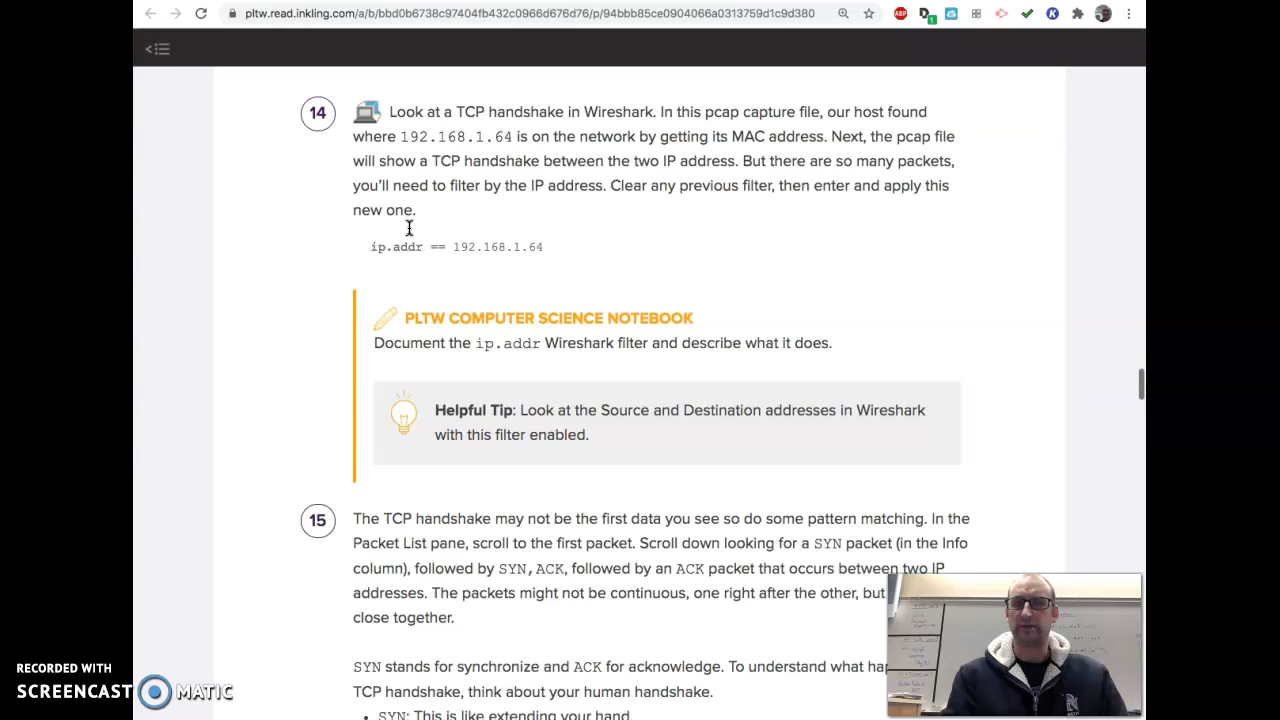 pltw.read.inkling.com/a/b/bbd0b6738c97404fb432c0966d676d76/p/94bbb85ce0904066a0313759d1c9d380
ABP
D
1
K
14
Look at a TCP handshake in Wireshark. In this pcap capture file, our host found
where 192.168.1.64 is on the network by getting its MAC address. Next, the pcap file
will show a TCP handshake between the two IP address. But there are so many packets,
you'll need to filter by the IP address. Clear any previous filter, then enter and apply this
new one.
ip.addr == 192.168.1.64
PLTW COMPUTER SCIENCE NOTEBOOK
Document the ip.addr Wireshark filter and describe what it does.
Helpful Tip: Look at the Source and Destination addresses in Wireshark
with this filter enabled.
15
The TCP handshake may not be the first data you see so do some pattern matching. In the
Packet List pane, scroll to the first packet. Scroll down looking for a SYN packet (in the Info
column), followed by SYN,ACK, followed by an ACK packet that occurs between two IP
addresses. The packets might not be continuous, one right after the other, but
close together.
SYN stands for synchronize and ACK for acknowledge. To understand what
TCP handshake, think about your human handshake.
• SYN: This is like extending your hand.
RECORDED WITH
SCREENCAST MATIC